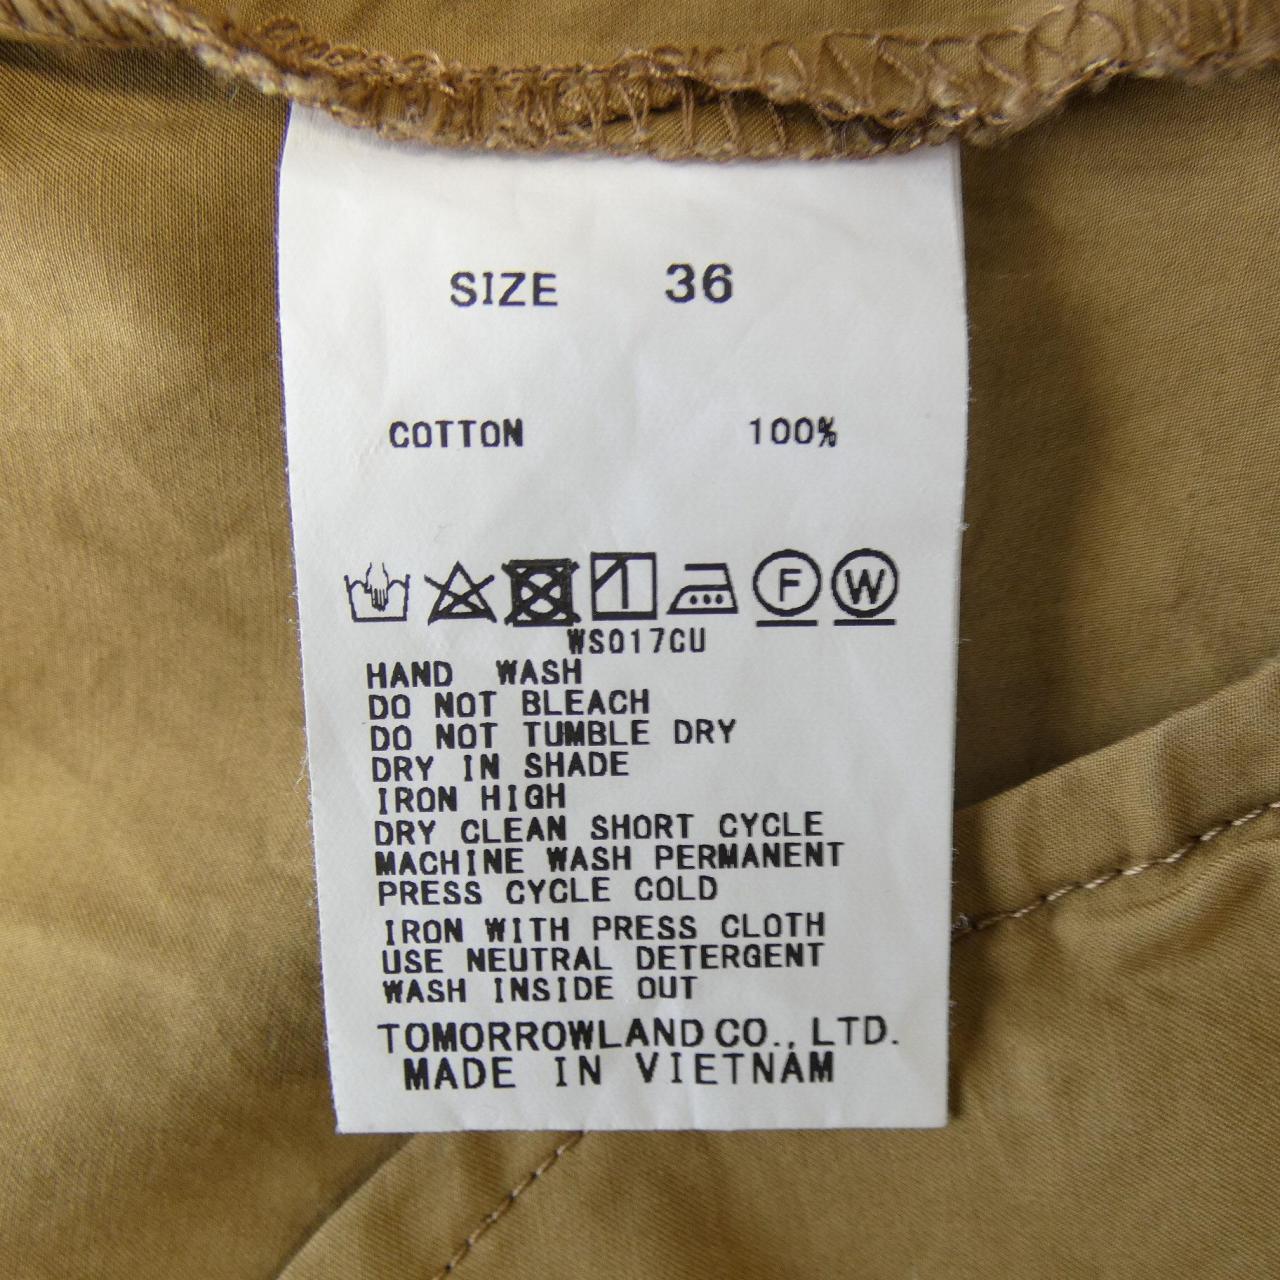 SIZE 36
COTTON 100%
F W
WS017CU
HAND WASH
DO NOT BLEACH
DO NOT TUMBLE DRY
DRY IN SHADE
IRON HIGH
DRY CLEAN SHORT CYCLE
MACHINE WASH PERMANENT
PRESS CYCLE COLD
IRON WITH PRESS CLOTH
USE NEUTRAL DETERGENT
WASH INSIDE OUT
TOMORROWLAND CO., LTD.
MADE IN VIETNAM